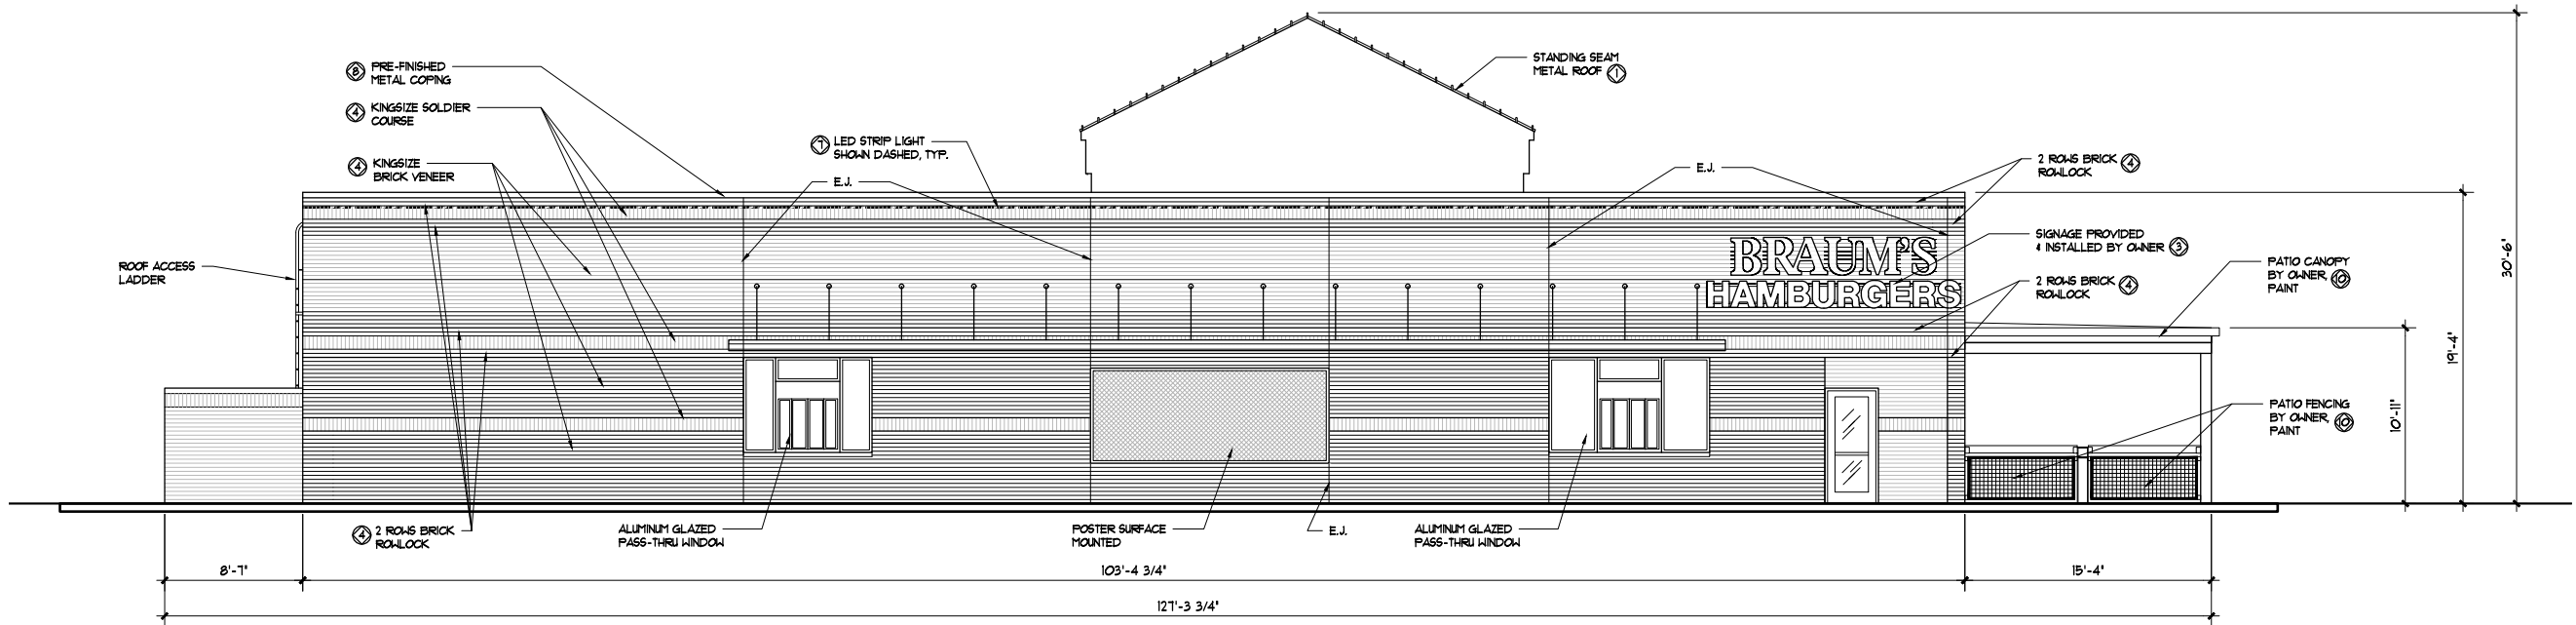 8 PRE-FINISHED
METAL COPING
4 KINGSIZE SOLDIER
COURSE
4 KINGSIZE
BRICK VENEER
7 LED STRIP LIGHT
SHOWN DASHED, TYP.
E.J.
STANDING SEAM
METAL ROOF 1
E.J.
2 ROWS BRICK 4
ROWLOCK
SIGNAGE PROVIDED
& INSTALLED BY OWNER 3
2 ROWS BRICK 4
ROWLOCK
PATIO CANOPY
BY OWNER, 10
PAINT
PATIO FENCING
BY OWNER, 10
PAINT
ROOF ACCESS
LADDER
BRAUM'S
HAMBURGERS
30'-6"
19'-4"
10'-11"
4 2 ROWS BRICK
ROWLOCK
ALUMINUM GLAZED
PASS-THRU WINDOW
POSTER SURFACE
MOUNTED
E.J.
ALUMINUM GLAZED
PASS-THRU WINDOW
8'-7"
103'-4 3/4"
15'-4"
127'-3 3/4"